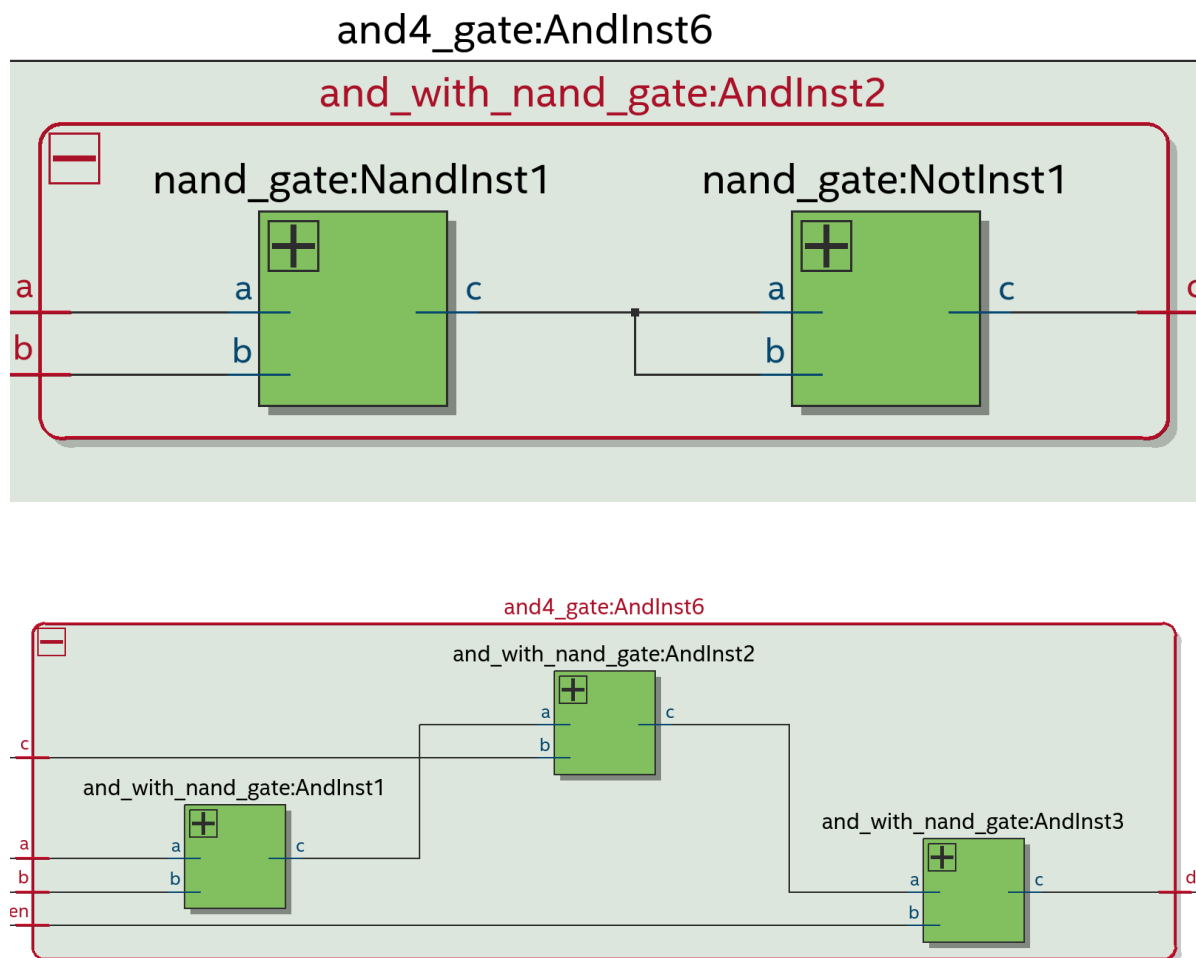 and4_gate:AndInst6
and_with_nand_gate:AndInst2
nand_gate:NandInst1 nand_gate:NotInst1
a a c a c c
b b b
and4_gate:AndInst6
and_with_nand_gate:AndInst2
a c
c b
and_with_nand_gate:AndInst1
and_with_nand_gate:AndInst3
a a c
b b a c d
en b